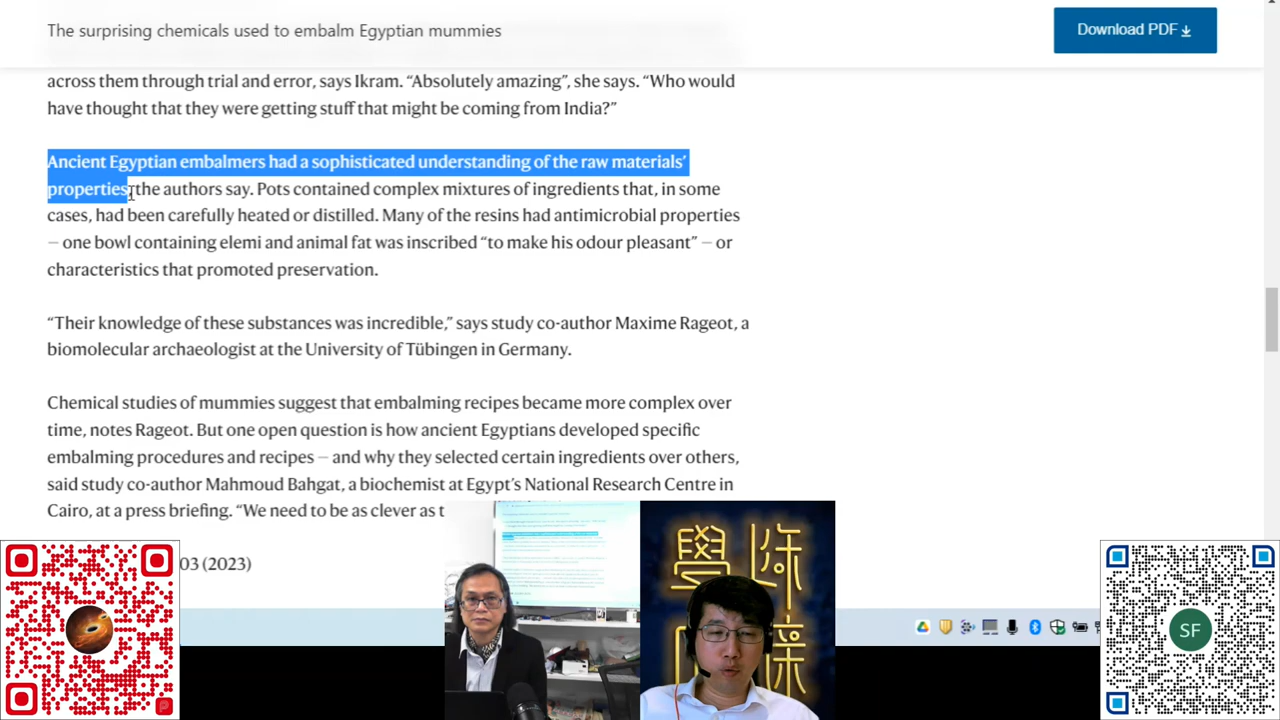 The surprising chemicals used to embalm Egyptian mummies
Download PDF
across them through trial and error, says Ikram. “Absolutely amazing”, she says. “Who would
have thought that they were getting stuff that might be coming from India?”
Ancient Egyptian embalmers had a sophisticated understanding of the raw materials’
properties, the authors say. Pots contained complex mixtures of ingredients that, in some
cases, had been carefully heated or distilled. Many of the resins had antimicrobial properties
— one bowl containing elemi and animal fat was inscribed “to make his odour pleasant” — or
characteristics that promoted preservation.
“Their knowledge of these substances was incredible,” says study co-author Maxime Rageot, a
biomolecular archaeologist at the University of Tübingen in Germany.
Chemical studies of mummies suggest that embalming recipes became more complex over
time, notes Rageot. But one open question is how ancient Egyptians developed specific
embalming procedures and recipes — and why they selected certain ingredients over others,
said study co-author Mahmoud Bahgat, a biochemist at Egypt’s National Research Centre in
Cairo, at a press briefing. “We need to be as clever as t
03 (2023)
學
SF